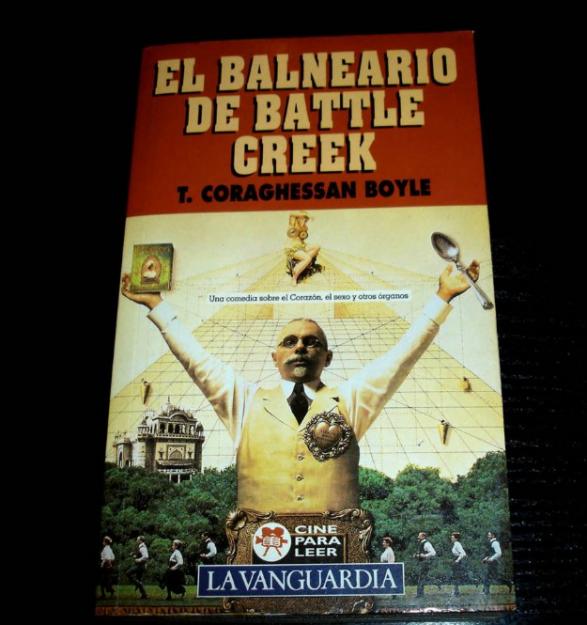 EL BALNEARIO
DE BATTLE
CREEK
T. CORAGHESSAN BOYLE
Una comedia sobre el Corazón, el sexo y otros órganos
CINE
PARA
LEER
LA VANGUARDIA